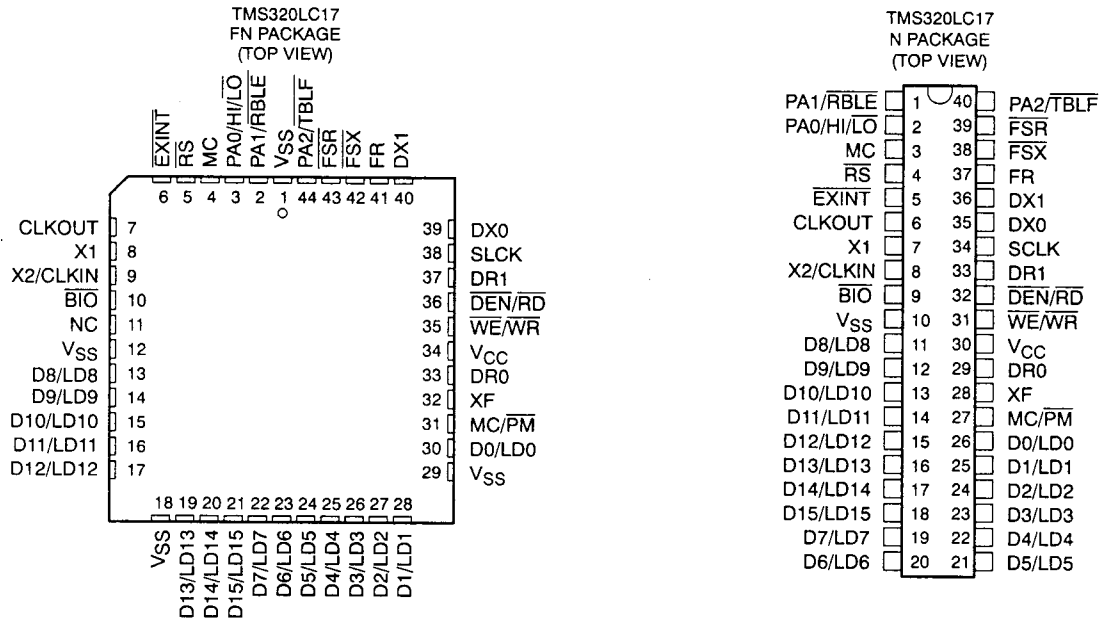 TMS320LC17
FN PACKAGE
(TOP VIEW)
EXINT
RS
MC
PA0/HI/LO
PA1/RBLE
VSS
PA2/TBLF
FSR
FSX
FR
DX1
6 5 4 3 2 1 44 43 42 41 40
CLKOUT 7
X1 8
X2/CLKIN 9
BIO 10
NC 11
VSS 12
D8/LD8 13
D9/LD9 14
D10/LD10 15
D11/LD11 16
D12/LD12 17
39 DX0
38 SLCK
37 DR1
36 DEN/RD
35 WE/WR
34 VCC
33 DR0
32 XF
31 MC/PM
30 D0/LD0
29 VSS
18 19 20 21 22 23 24 25 26 27 28
VSS
D13/LD13
D14/LD14
D15/LD15
D7/LD7
D6/LD6
D5/LD5
D4/LD4
D3/LD3
D2/LD2
D1/LD1
TMS320LC17
N PACKAGE
(TOP VIEW)
PA1/RBLE 1 40 PA2/TBLF
PA0/HI/LO 2 39 FSR
MC 3 38 FSX
RS 4 37 FR
EXINT 5 36 DX1
CLKOUT 6 35 DX0
X1 7 34 SCLK
X2/CLKIN 8 33 DR1
BIO 9 32 DEN/RD
VSS 10 31 WE/WR
D8/LD8 11 30 VCC
D9/LD9 12 29 DR0
D10/LD10 13 28 XF
D11/LD11 14 27 MC/PM
D12/LD12 15 26 D0/LD0
D13/LD13 16 25 D1/LD1
D14/LD14 17 24 D2/LD2
D15/LD15 18 23 D3/LD3
D7/LD7 19 22 D4/LD4
D6/LD6 20 21 D5/LD5